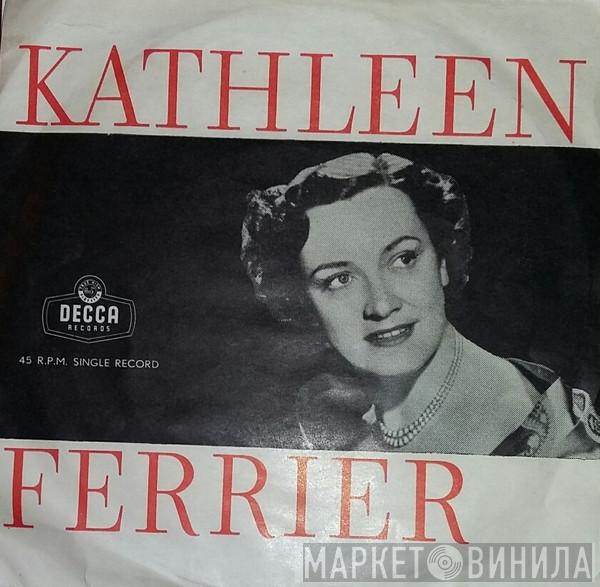 KATHLEEN
DECCA
RECORDS
45 R.P.M. SINGLE RECORD
FERRIER
МАРКЕТ ВИНИЛА